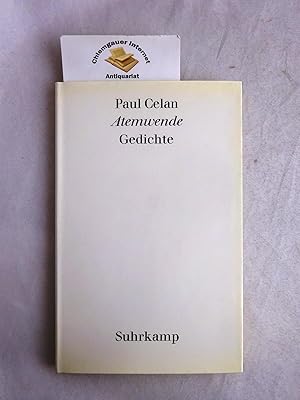 Chiemgauer Internet
Antiquariat
Paul Celan
Atemwende
Gedichte
Suhrkamp